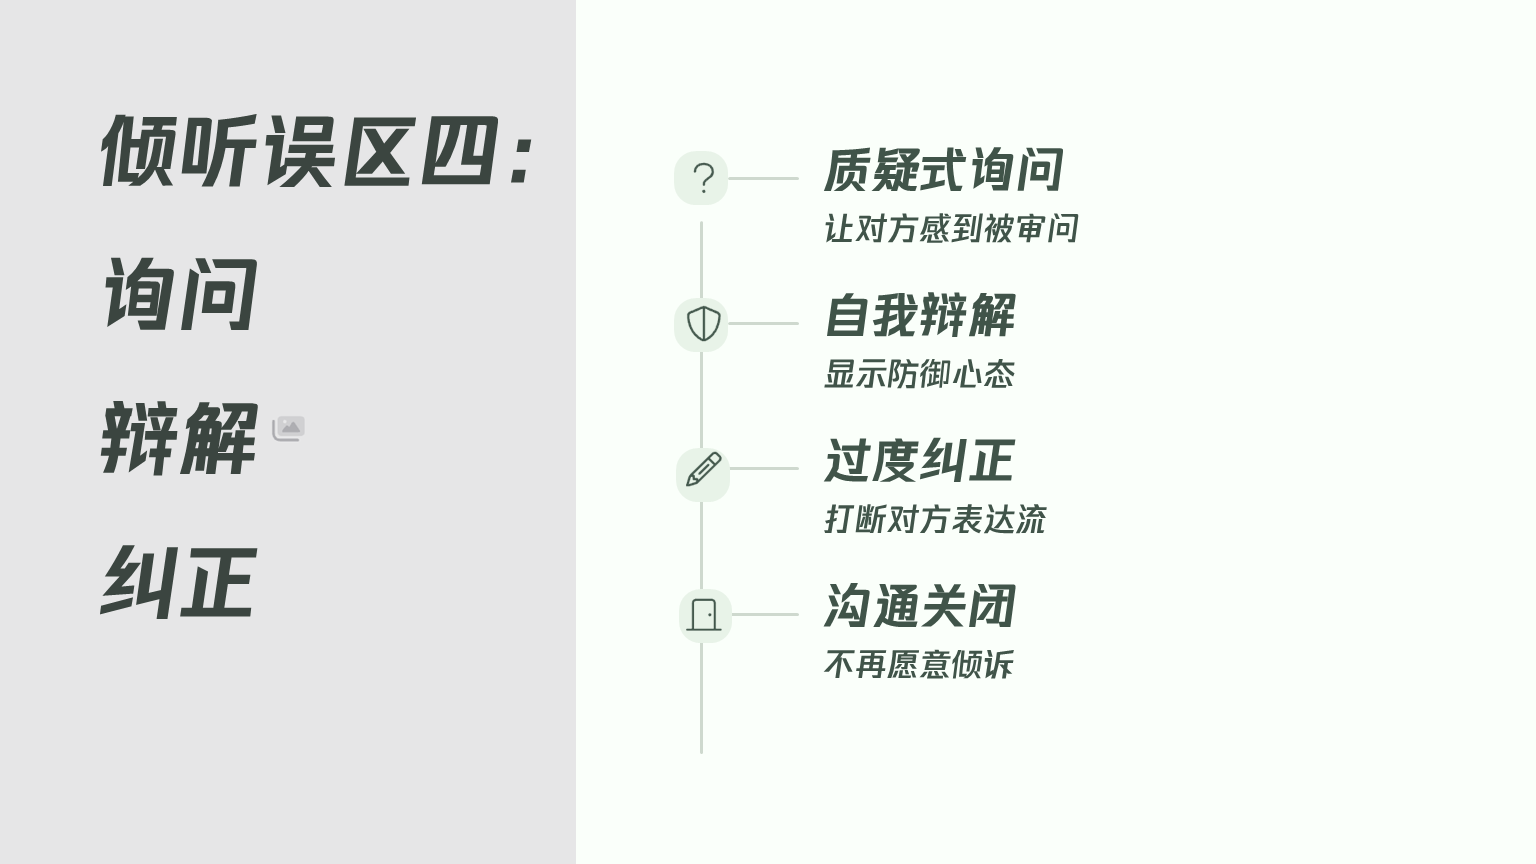 倾听误区四：
询问
辩解
纠正
质疑式询问
让对方感到被审问
自我辩解
显示防御心态
过度纠正
打断对方表达流
沟通关闭
不再愿意倾诉